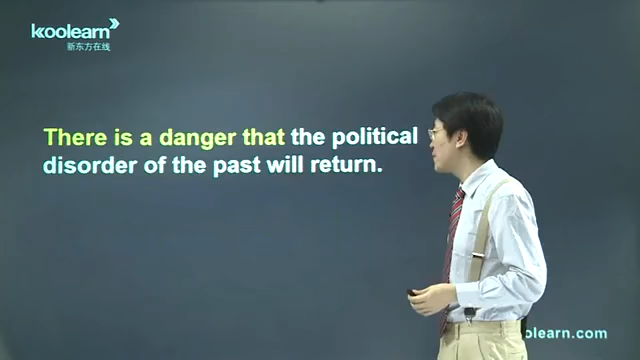 koolearn
新东方在线
There is a danger that the political
disorder of the past will return.
olearn.com